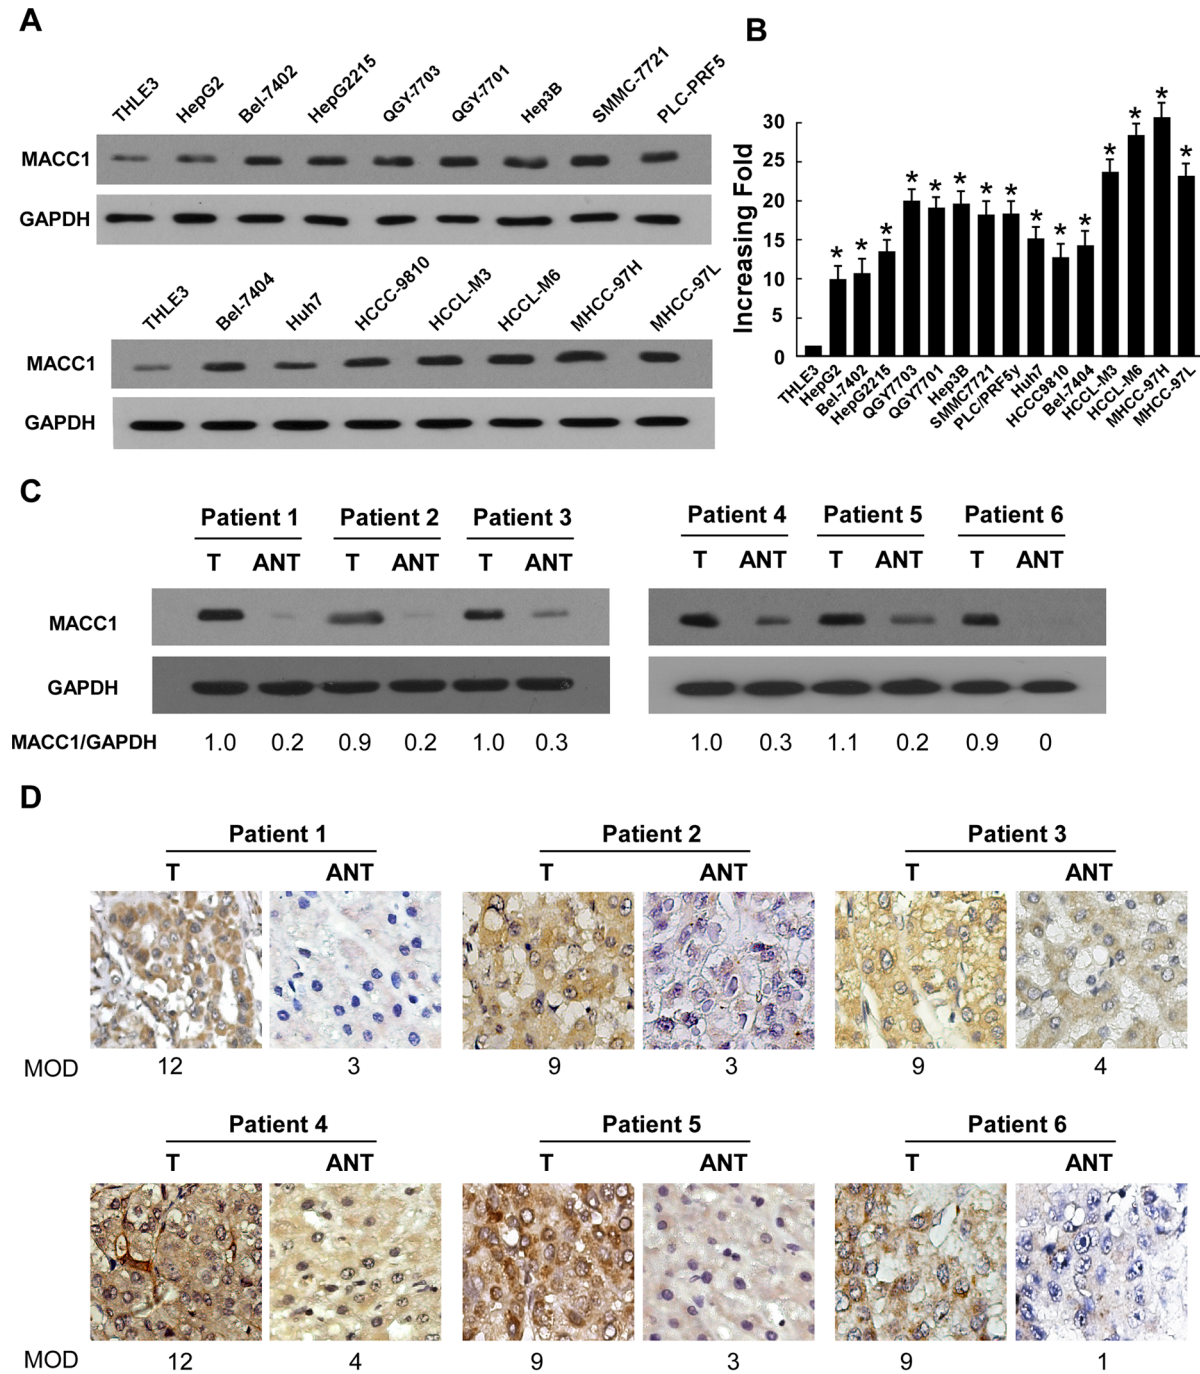 A
THLE3 HepG2 Bel-7402 HepG2215 QGY-7703 QGY-7701 Hep3B SMMC-7721 PLC-PRF5
MACC1
GAPDH
THLE3 Bel-7404 Huh7 HCCC-9810 HCCL-M3 HCCL-M6 MHCC-97H MHCC-97L
MACC1
GAPDH
B
Increasing Fold
30
25
20
15
10
5
0
* * * * * * * * * * * * * * *
THLE3 HepG2 Bel-7402 HepG2215 QGY7703 QGY7701 Hep3B SMMC7721 PLC/PRF5y Huh7 HCCC9810 Bel-7404 HCCL-M3 HCCL-M6 MHCC-97H MHCC-97L
C
Patient 1 Patient 2 Patient 3 Patient 4 Patient 5 Patient 6
T ANT T ANT T ANT T ANT T ANT T ANT
MACC1
GAPDH
MACC1/GAPDH 1.0 0.2 0.9 0.2 1.0 0.3 1.0 0.3 1.1 0.2 0.9 0
D
Patient 1 Patient 2 Patient 3
T ANT T ANT T ANT
MOD 12 3 9 3 9 4
Patient 4 Patient 5 Patient 6
T ANT T ANT T ANT
MOD 12 4 9 3 9 1